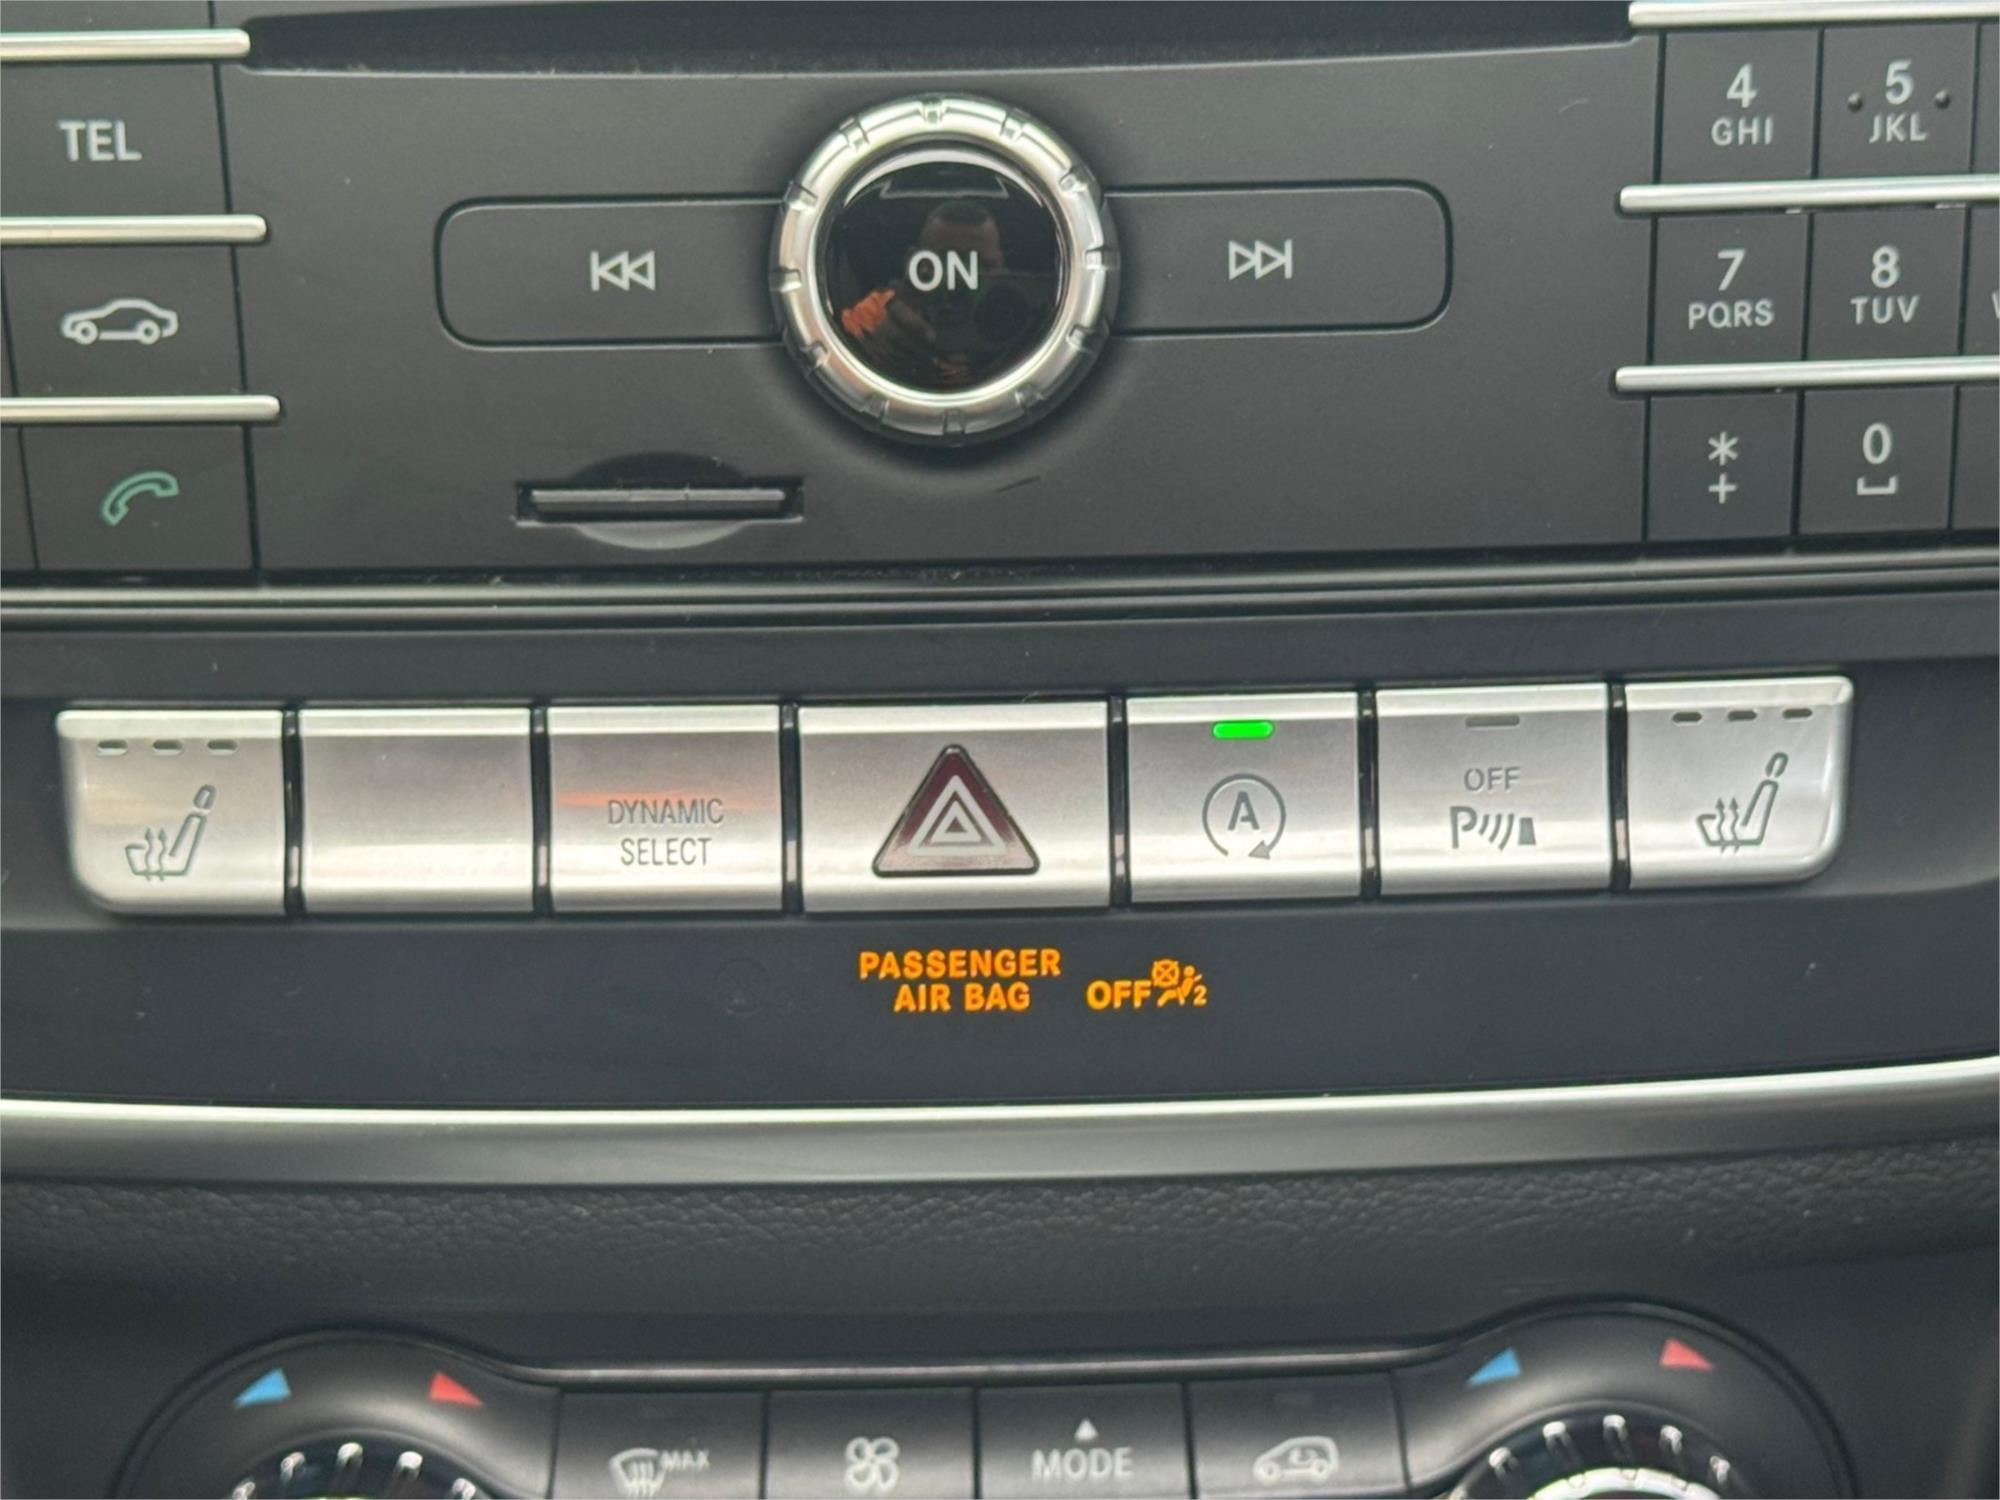 TEL
4
GHI
5
JKL
ON
7
PQRS
8
TUV
*
+
0
DYNAMIC
SELECT
A
OFF
P
PASSENGER
AIR BAG
OFF
2
MAX
MODE